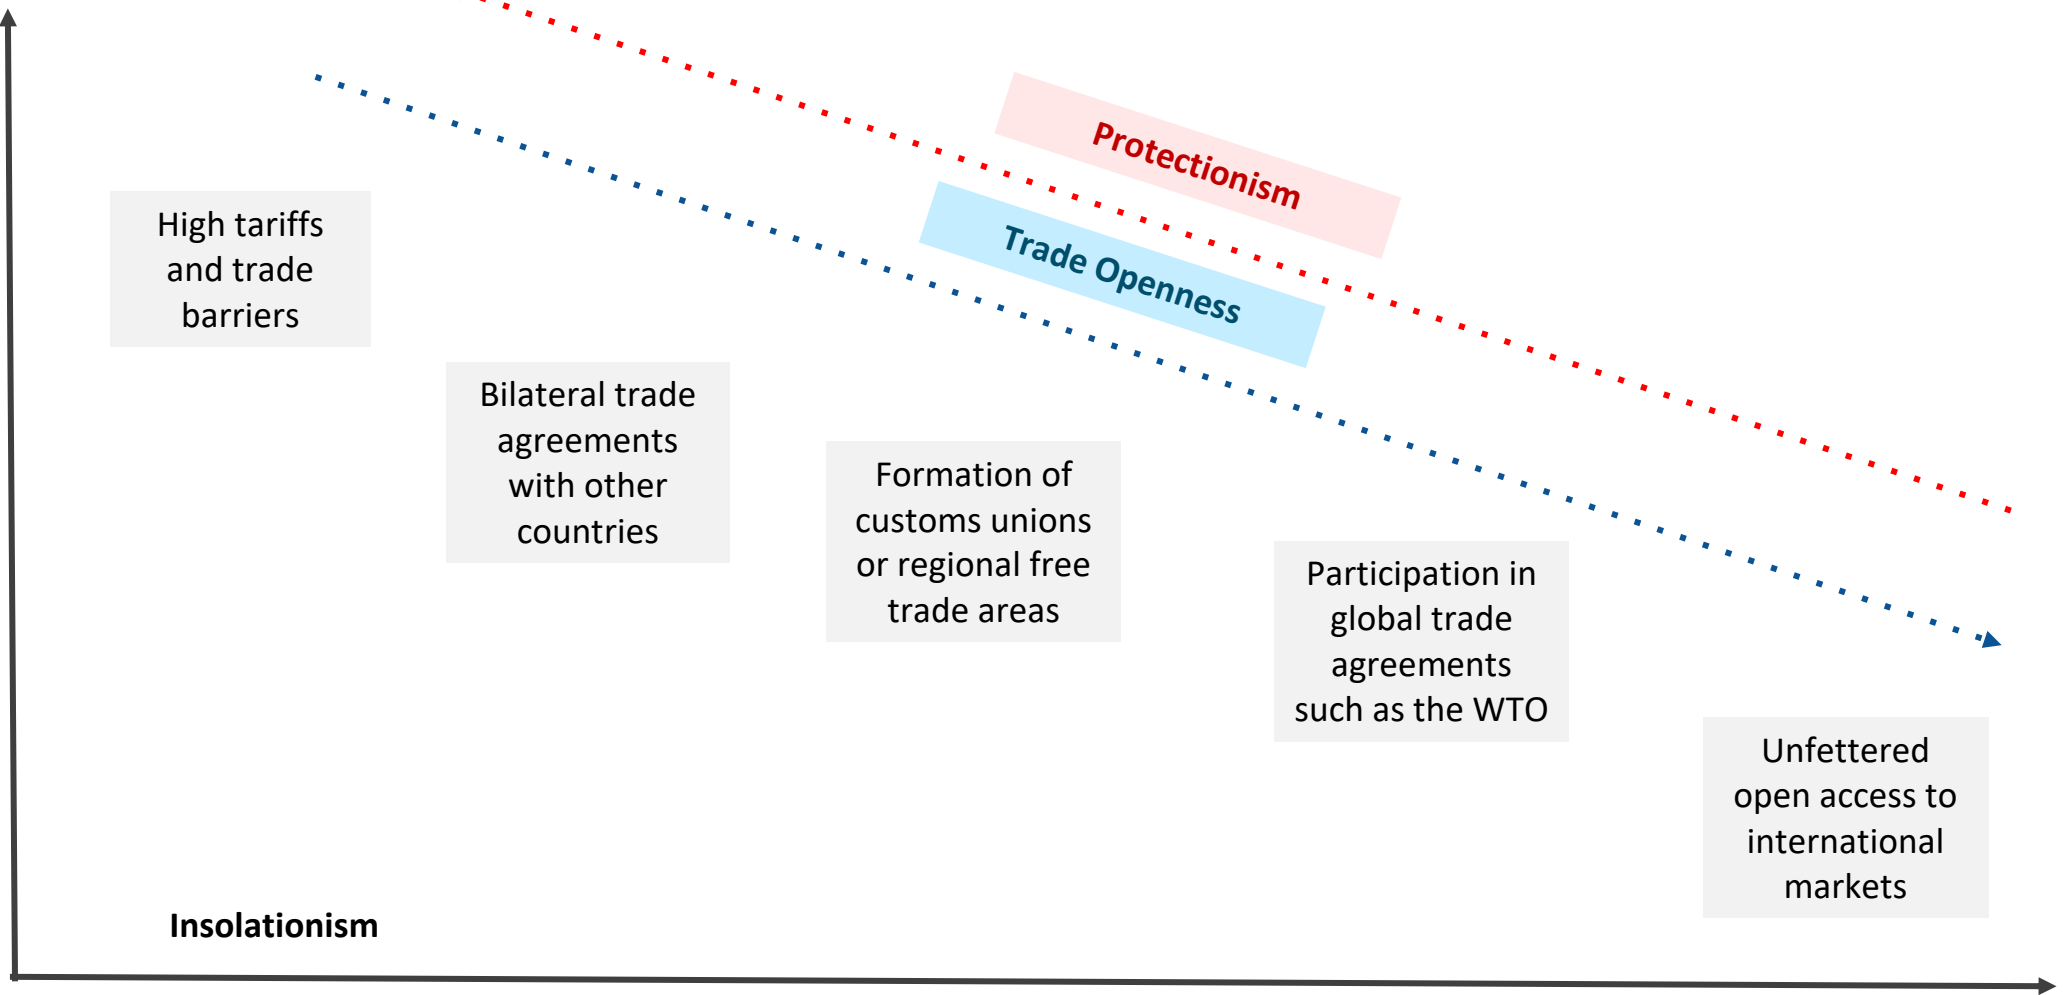 Protectionism
Trade Openness
High tariffs
and trade
barriers
Bilateral trade
agreements
with other
countries
Formation of
customs unions
or regional free
trade areas
Participation in
global trade
agreements
such as the WTO
Unfettered
open access to
international
markets
Insolationism